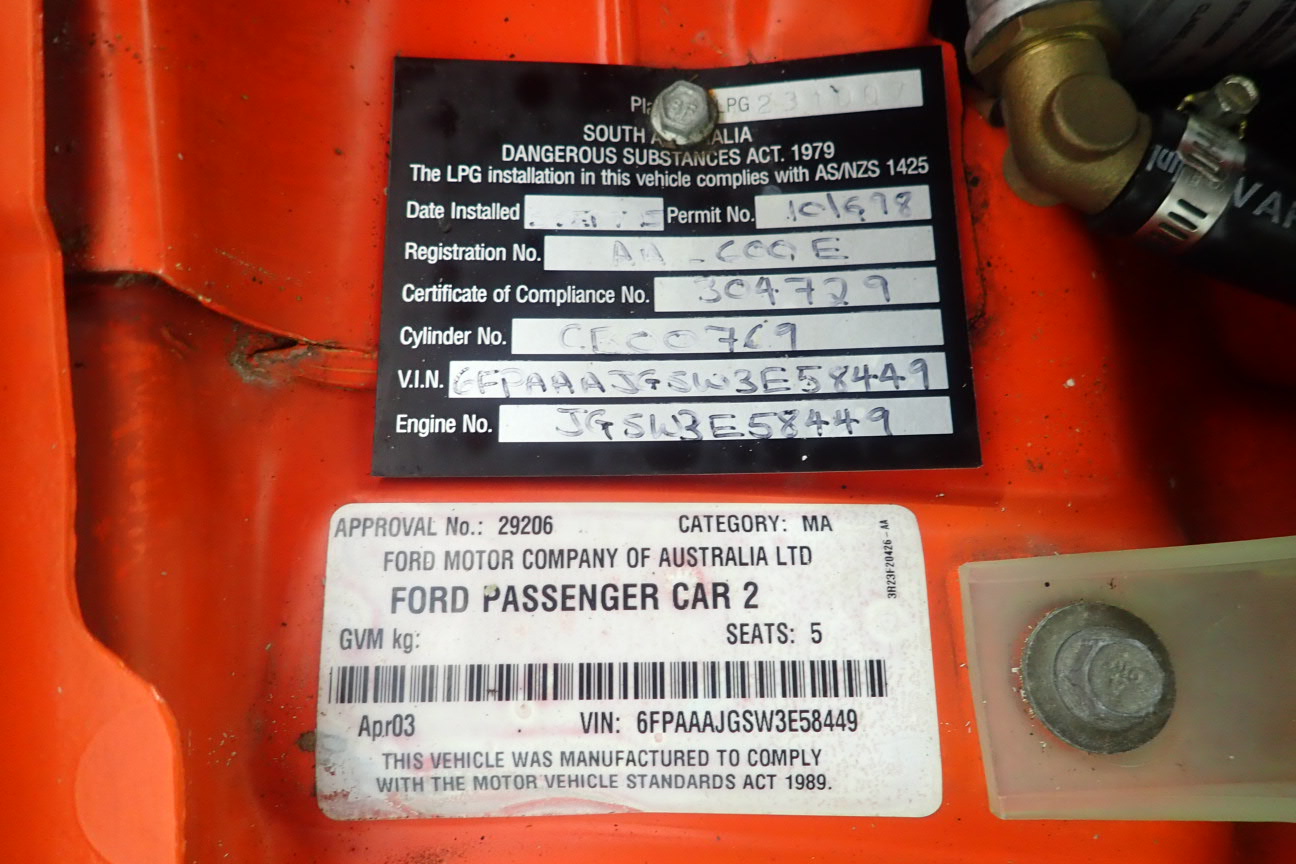 LPG
SOUTH
DANGEROUS SUBSTANCES ACT. 1979
The LPG installation in this vehicle complies with AS/NZS 1425
Date Installed Permit No. 101698
Registration No.
Certificate of Compliance No. 304729
Cylinder No.
V.I.N. 6FPAAAJGSW3E58449
Engine No. JGSW3E58449
APPROVAL No.: 29206 CATEGORY: MA
FORD MOTOR COMPANY OF AUSTRALIA LTD
FORD PASSENGER CAR 2
GVM kg: SEATS: 5
Apr03 VIN: 6FPAAAJGSW3E58449
THIS VEHICLE WAS MANUFACTURED TO COMPLY
WITH THE MOTOR VEHICLE STANDARDS ACT 1989.
3R23F20426-AA